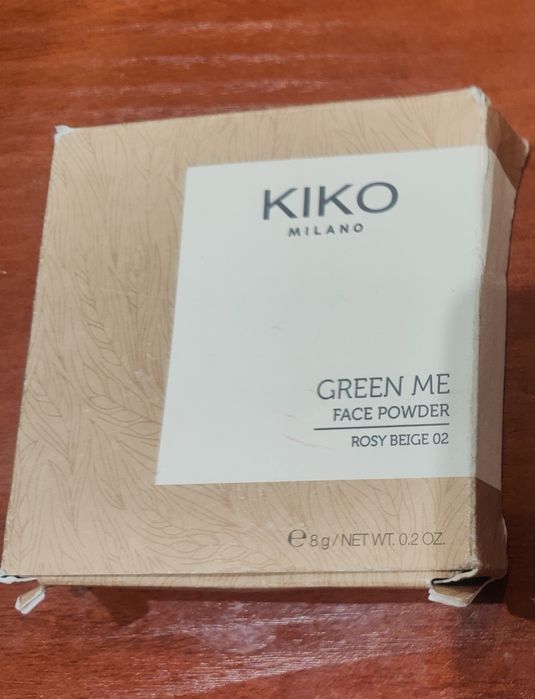 KIKO
MILANO
GREEN ME
FACE POWDER
ROSY BEIGE 02
℮ 8 g / NET WT. 0.2 OZ.